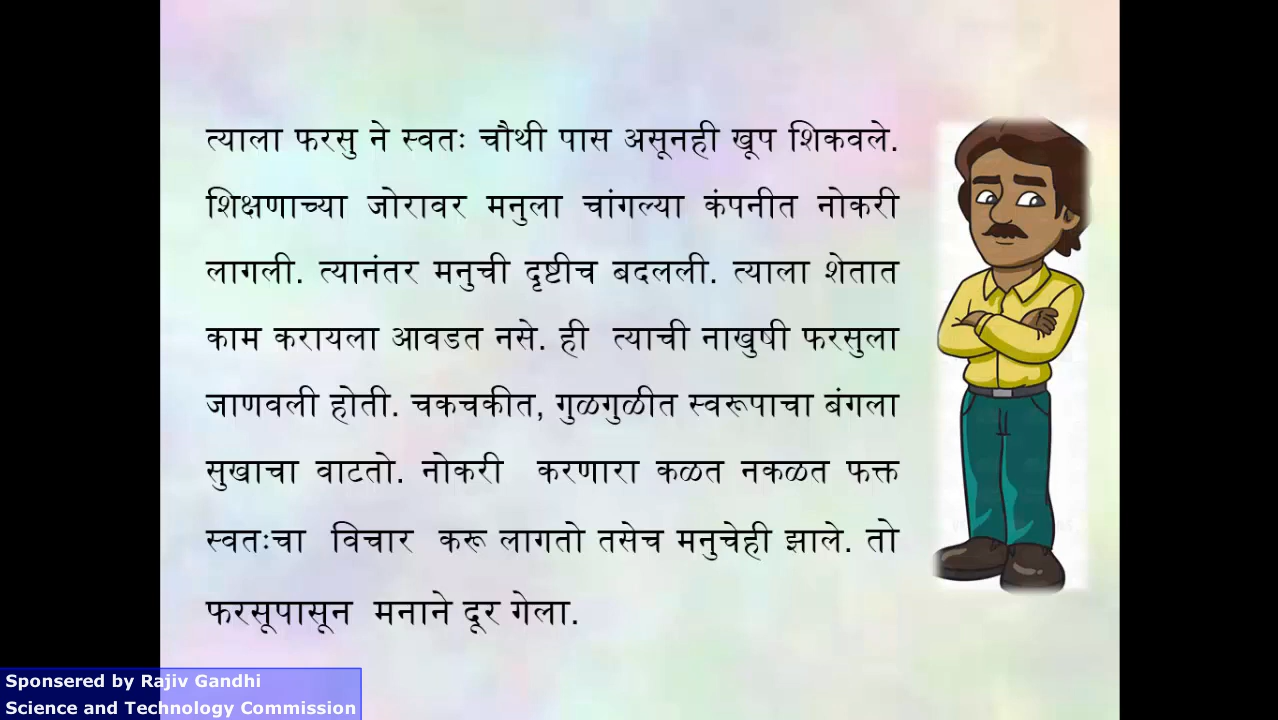 त्याला फरसु ने स्वतः चौथी पास असूनही खूप शिकवले.
शिक्षणाच्या जोरावर मनुला चांगल्या कंपनीत नोकरी
लागली. त्यानंतर मनुची दृष्टीच बदलली. त्याला शेतात
काम करायला आवडत नसे. ही त्याची नाखुषी फरसुला
जाणवली होती. चकचकीत, गुळगुळीत स्वरूपाचा बंगला
सुखाचा वाटतो. नोकरी करणारा कळत नकळत फक्त
स्वतःचा विचार करू लागतो तसेच मनुचेही झाले. तो
फरसूपासून मनाने दूर गेला.
Sponsered by Rajiv Gandhi
Science and Technology Commission